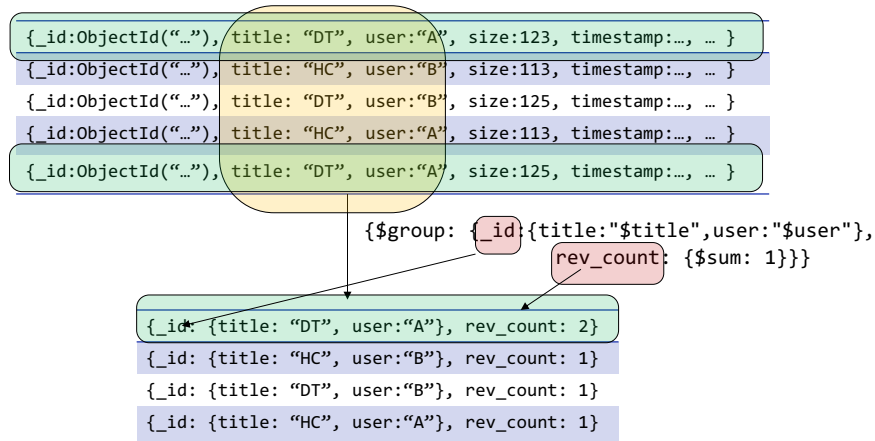 {_id:ObjectId(“…”), title: “DT”, user:“A”, size:123, timestamp:…, … }
{_id:ObjectId(“…”), title: “HC”, user:“B”, size:113, timestamp:…, … }
{_id:ObjectId(“…”), title: “DT”, user:“B”, size:125, timestamp:…, … }
{_id:ObjectId(“…”), title: “HC”, user:“A”, size:113, timestamp:…, … }
{_id:ObjectId(“…”), title: “DT”, user:“A”, size:125, timestamp:…, … }
{$group: {_id:{title:"$title",user:"$user"},
rev_count: {$sum: 1}}}
{_id: {title: “DT”, user:“A”}, rev_count: 2}
{_id: {title: “HC”, user:“B”}, rev_count: 1}
{_id: {title: “DT”, user:“B”}, rev_count: 1}
{_id: {title: “HC”, user:“A”}, rev_count: 1}